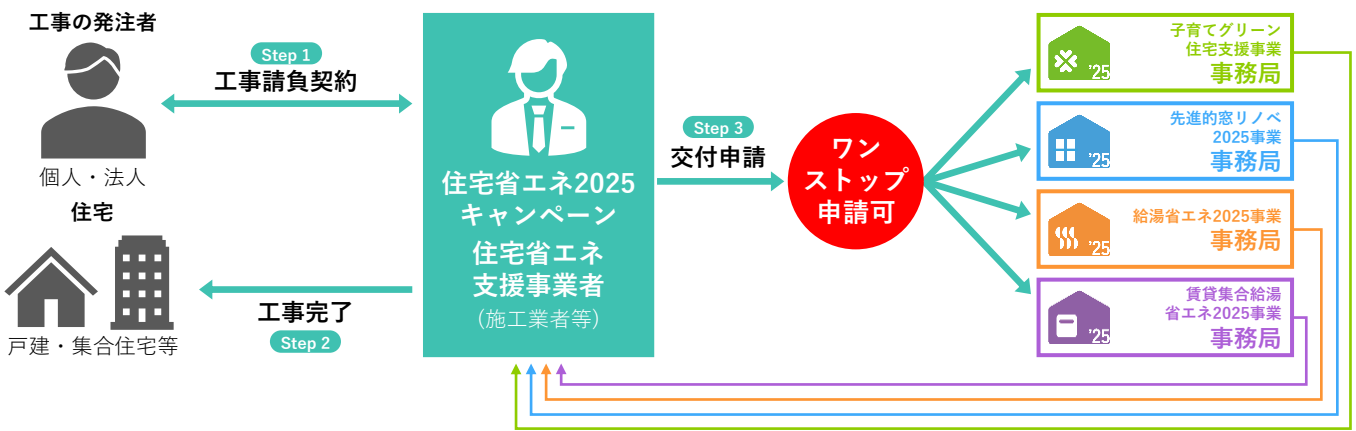 工事の発注者
個人・法人
住宅
戸建・集合住宅等
Step 1
工事請負契約
工事完了
Step 2
住宅省エネ2025
キャンペーン
住宅省エネ
支援事業者
(施工業者等)
Step 3
交付申請
ワン
ストップ
申請可
'25
子育てグリーン
住宅支援事業
事務局
'25
先進的窓リノベ
2025事業
事務局
'25
給湯省エネ2025事業
事務局
'25
賃貸集合給湯
省エネ2025事業
事務局